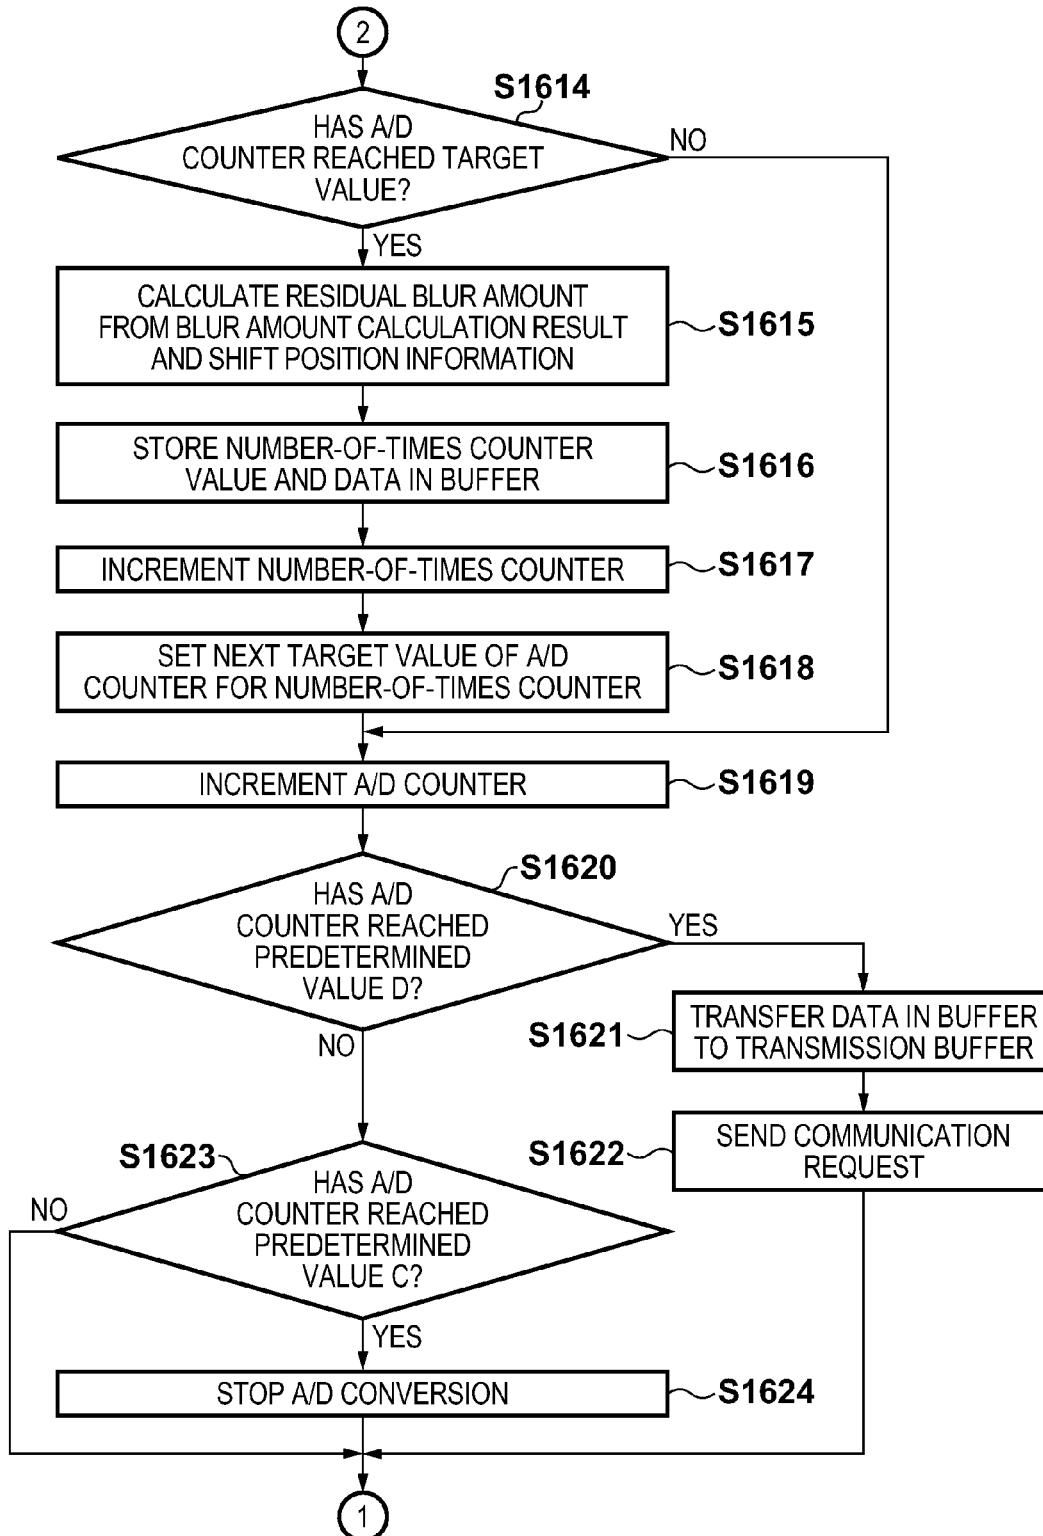 2
S1614
HAS A/D
COUNTER REACHED TARGET
VALUE?
NO
YES
CALCULATE RESIDUAL BLUR AMOUNT
FROM BLUR AMOUNT CALCULATION RESULT
AND SHIFT POSITION INFORMATION
S1615
STORE NUMBER-OF-TIMES COUNTER
VALUE AND DATA IN BUFFER
S1616
INCREMENT NUMBER-OF-TIMES COUNTER
S1617
SET NEXT TARGET VALUE OF A/D
COUNTER FOR NUMBER-OF-TIMES COUNTER
S1618
INCREMENT A/D COUNTER
S1619
S1620
HAS A/D
COUNTER REACHED
PREDETERMINED
VALUE D?
YES
NO
S1621
TRANSFER DATA IN BUFFER
TO TRANSMISSION BUFFER
S1622
SEND COMMUNICATION
REQUEST
S1623
HAS A/D
COUNTER REACHED
PREDETERMINED
VALUE C?
NO
YES
STOP A/D CONVERSION
S1624
1